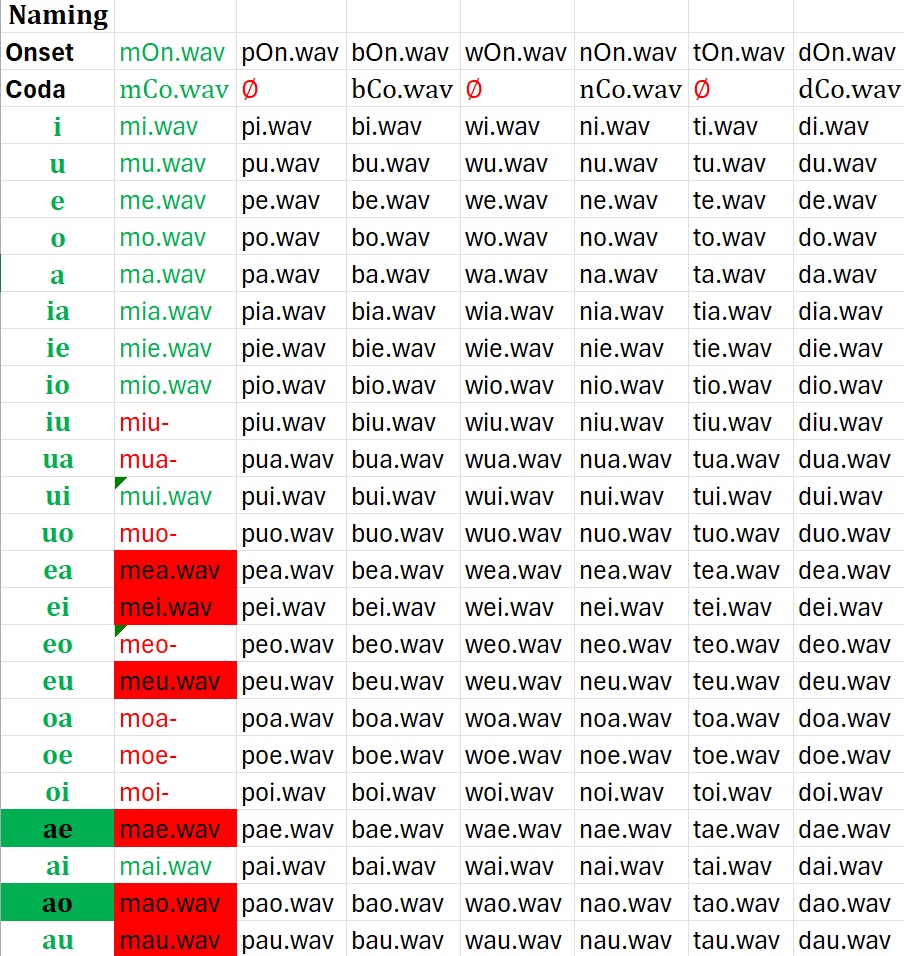 Naming
Onset mOn.wav pOn.wav bOn.wav wOn.wav nOn.wav tOn.wav dOn.wav
Coda mCo.wav Ø bCo.wav Ø nCo.wav Ø dCo.wav
i mi.wav pi.wav bi.wav wi.wav ni.wav ti.wav di.wav
u mu.wav pu.wav bu.wav wu.wav nu.wav tu.wav du.wav
e me.wav pe.wav be.wav we.wav ne.wav te.wav de.wav
o mo.wav po.wav bo.wav wo.wav no.wav to.wav do.wav
a ma.wav pa.wav ba.wav wa.wav na.wav ta.wav da.wav
ia mia.wav pia.wav bia.wav wia.wav nia.wav tia.wav dia.wav
ie mie.wav pie.wav bie.wav wie.wav nie.wav tie.wav die.wav
io mio.wav pio.wav bio.wav wio.wav nio.wav tio.wav dio.wav
iu miu- piu.wav biu.wav wiu.wav niu.wav tiu.wav diu.wav
ua mua- pua.wav bua.wav wua.wav nua.wav tua.wav dua.wav
ui mui.wav pui.wav bui.wav wui.wav nui.wav tui.wav dui.wav
uo muo- puo.wav buo.wav wuo.wav nuo.wav tuo.wav duo.wav
ea mea.wav pea.wav bea.wav wea.wav nea.wav tea.wav dea.wav
ei mei.wav pei.wav bei.wav wei.wav nei.wav tei.wav dei.wav
eo meo- peo.wav beo.wav weo.wav neo.wav teo.wav deo.wav
eu meu.wav peu.wav beu.wav weu.wav neu.wav teu.wav deu.wav
oa moa- poa.wav boa.wav woa.wav noa.wav toa.wav doa.wav
oe moe- poe.wav boe.wav woe.wav noe.wav toe.wav doe.wav
oi moi- poi.wav boi.wav woi.wav noi.wav toi.wav doi.wav
ae mae.wav pae.wav bae.wav wae.wav nae.wav tae.wav dae.wav
ai mai.wav pai.wav bai.wav wai.wav nai.wav tai.wav dai.wav
ao mao.wav pao.wav bao.wav wao.wav nao.wav tao.wav dao.wav
au mau.wav pau.wav bau.wav wau.wav nau.wav tau.wav dau.wav